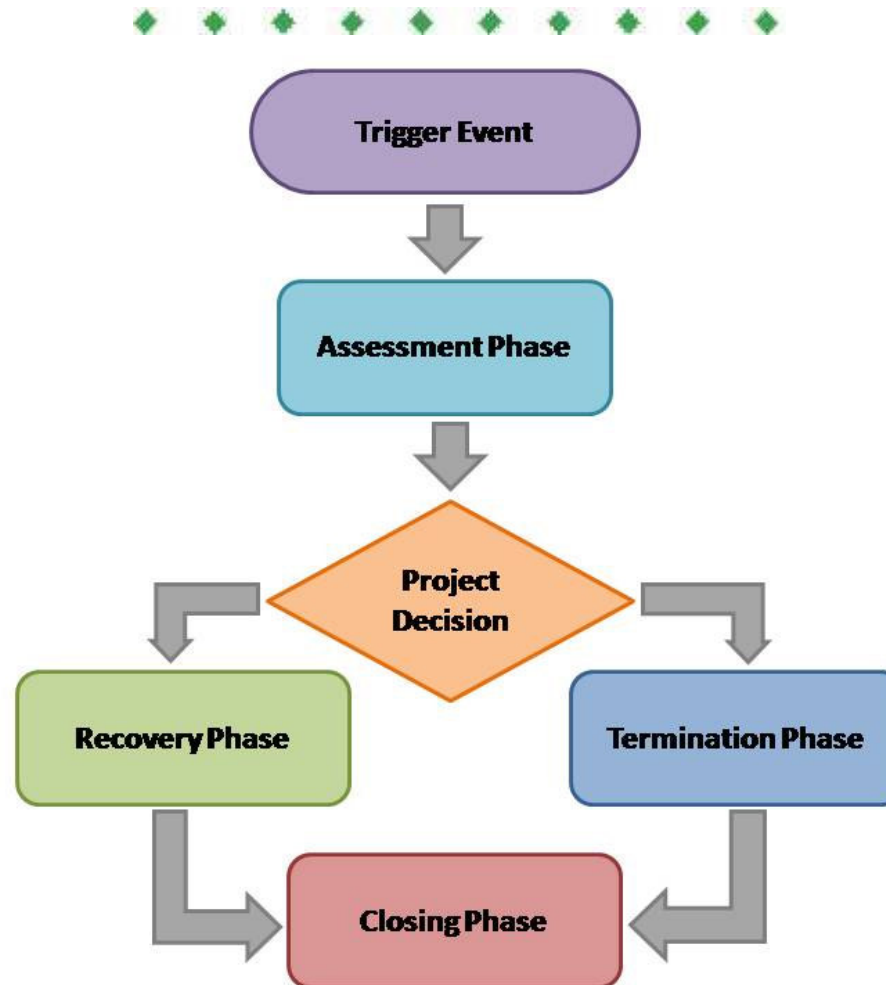 Trigger Event
Assessment Phase
Project
Decision
Recovery Phase
Termination Phase
Closing Phase